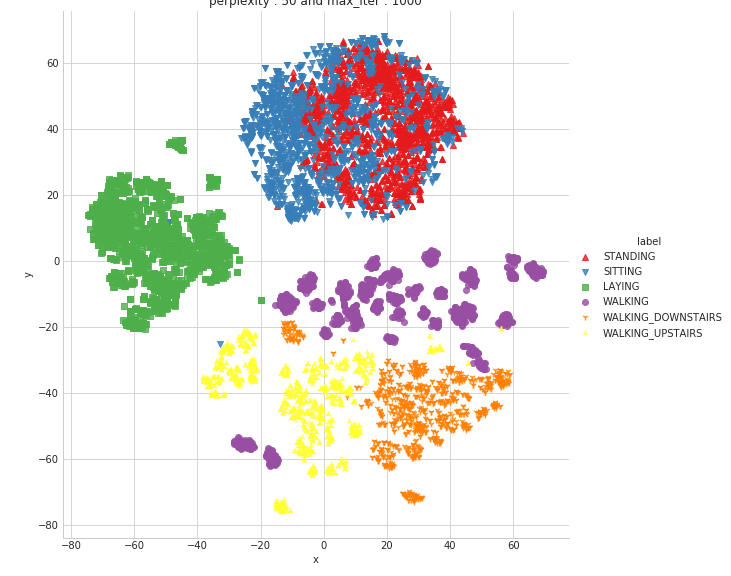 perplexity : 50 and max_iter : 1000
60
40
20
0
−20
−40
−60
−80
y
−80
−60
−40
−20
0
20
40
60
x
label
STANDING
SITTING
LAYING
WALKING
WALKING_DOWNSTAIRS
WALKING_UPSTAIRS